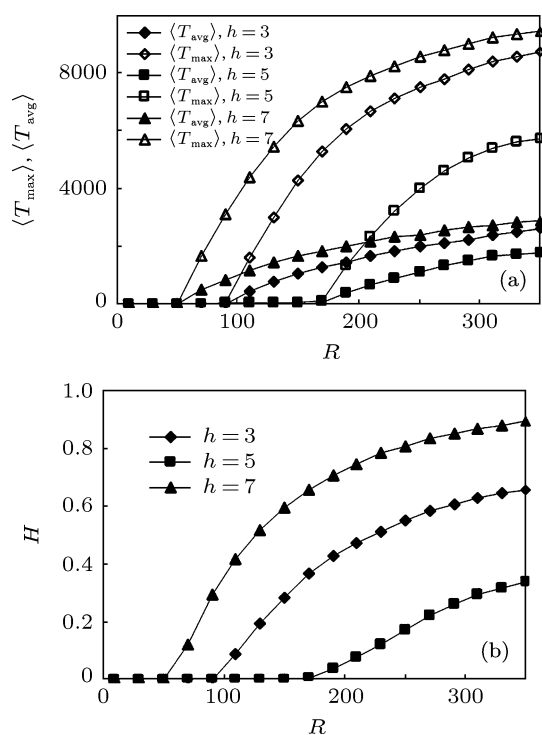 ⟨T_max⟩, ⟨T_avg⟩
8000
4000
0
⟨T_avg⟩, h = 3
⟨T_max⟩, h = 3
⟨T_avg⟩, h = 5
⟨T_max⟩, h = 5
⟨T_avg⟩, h = 7
⟨T_max⟩, h = 7
(a)
0 100 200 300
R
H
1.0
0.8
0.6
0.4
0.2
0
h = 3
h = 5
h = 7
(b)
0 100 200 300
R